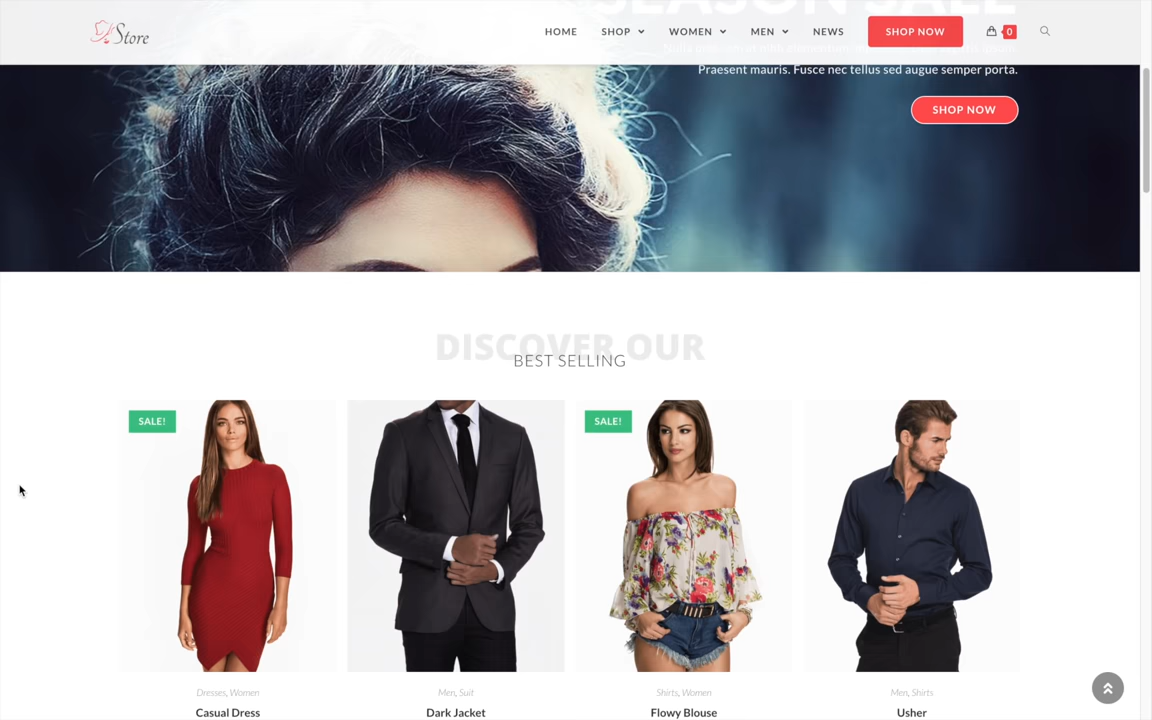 SEASON SALE
Store
HOME
SHOP
WOMEN
MEN
NEWS
SHOP NOW
0
Praesent mauris. Fusce nec tellus sed augue semper porta.
SHOP NOW
DISCOVER OUR
BEST SELLING
SALE!
SALE!
Dresses, Women
Men, Suit
Shirts, Women
Men, Shirts
Casual Dress
Dark Jacket
Flowy Blouse
Usher